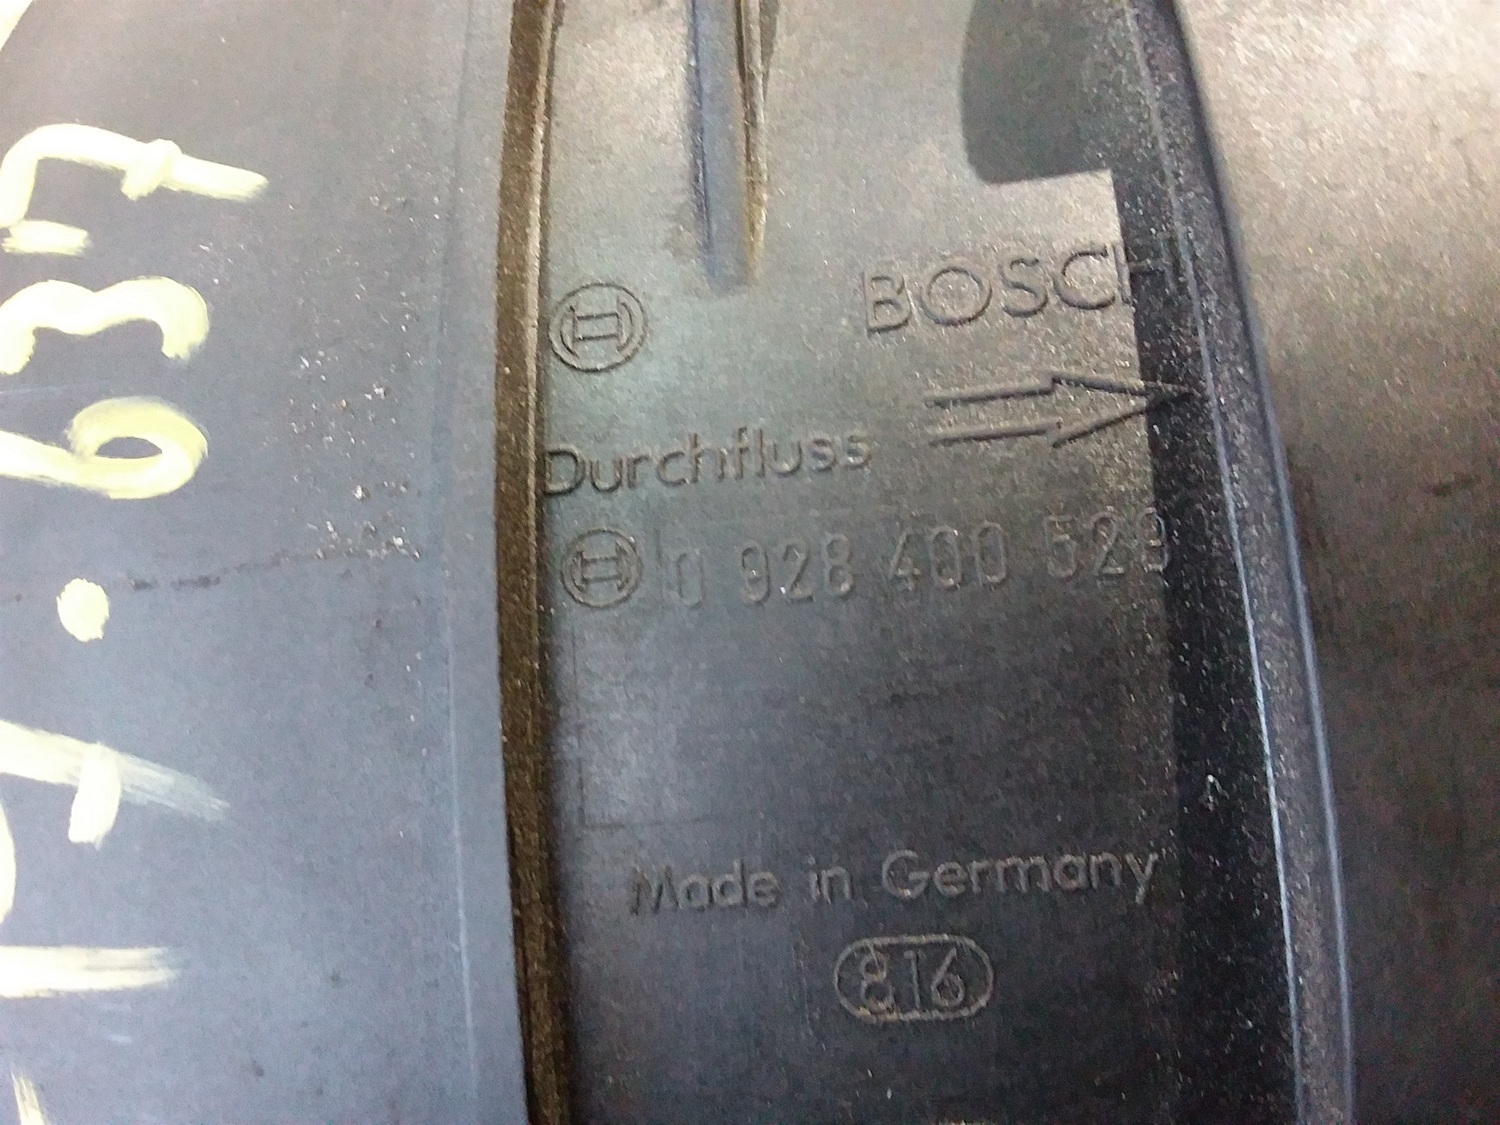 BOSCH
Durchfluss
0 928 400 529
Made in Germany
816